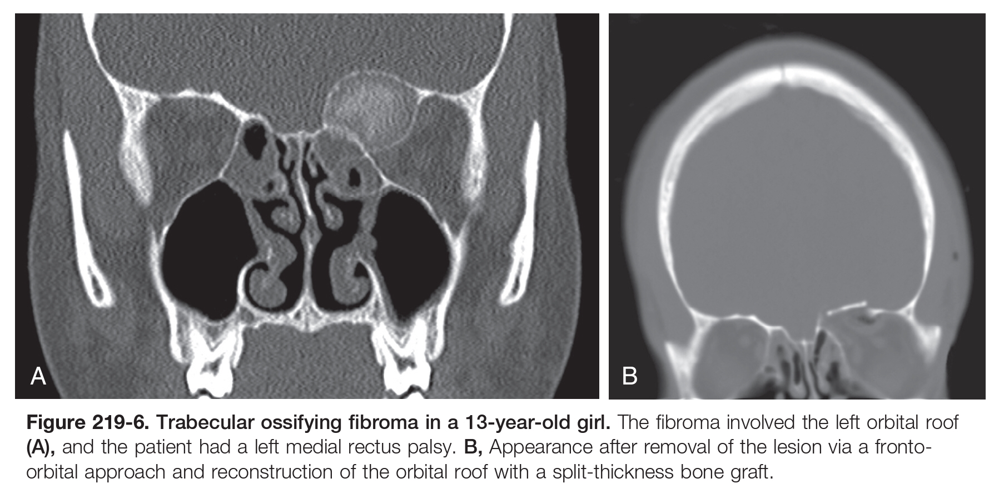 A
B
Figure 219-6. Trabecular ossifying fibroma in a 13-year-old girl. The fibroma involved the left orbital roof
(A), and the patient had a left medial rectus palsy. B, Appearance after removal of the lesion via a fronto-
orbital approach and reconstruction of the orbital roof with a split-thickness bone graft.